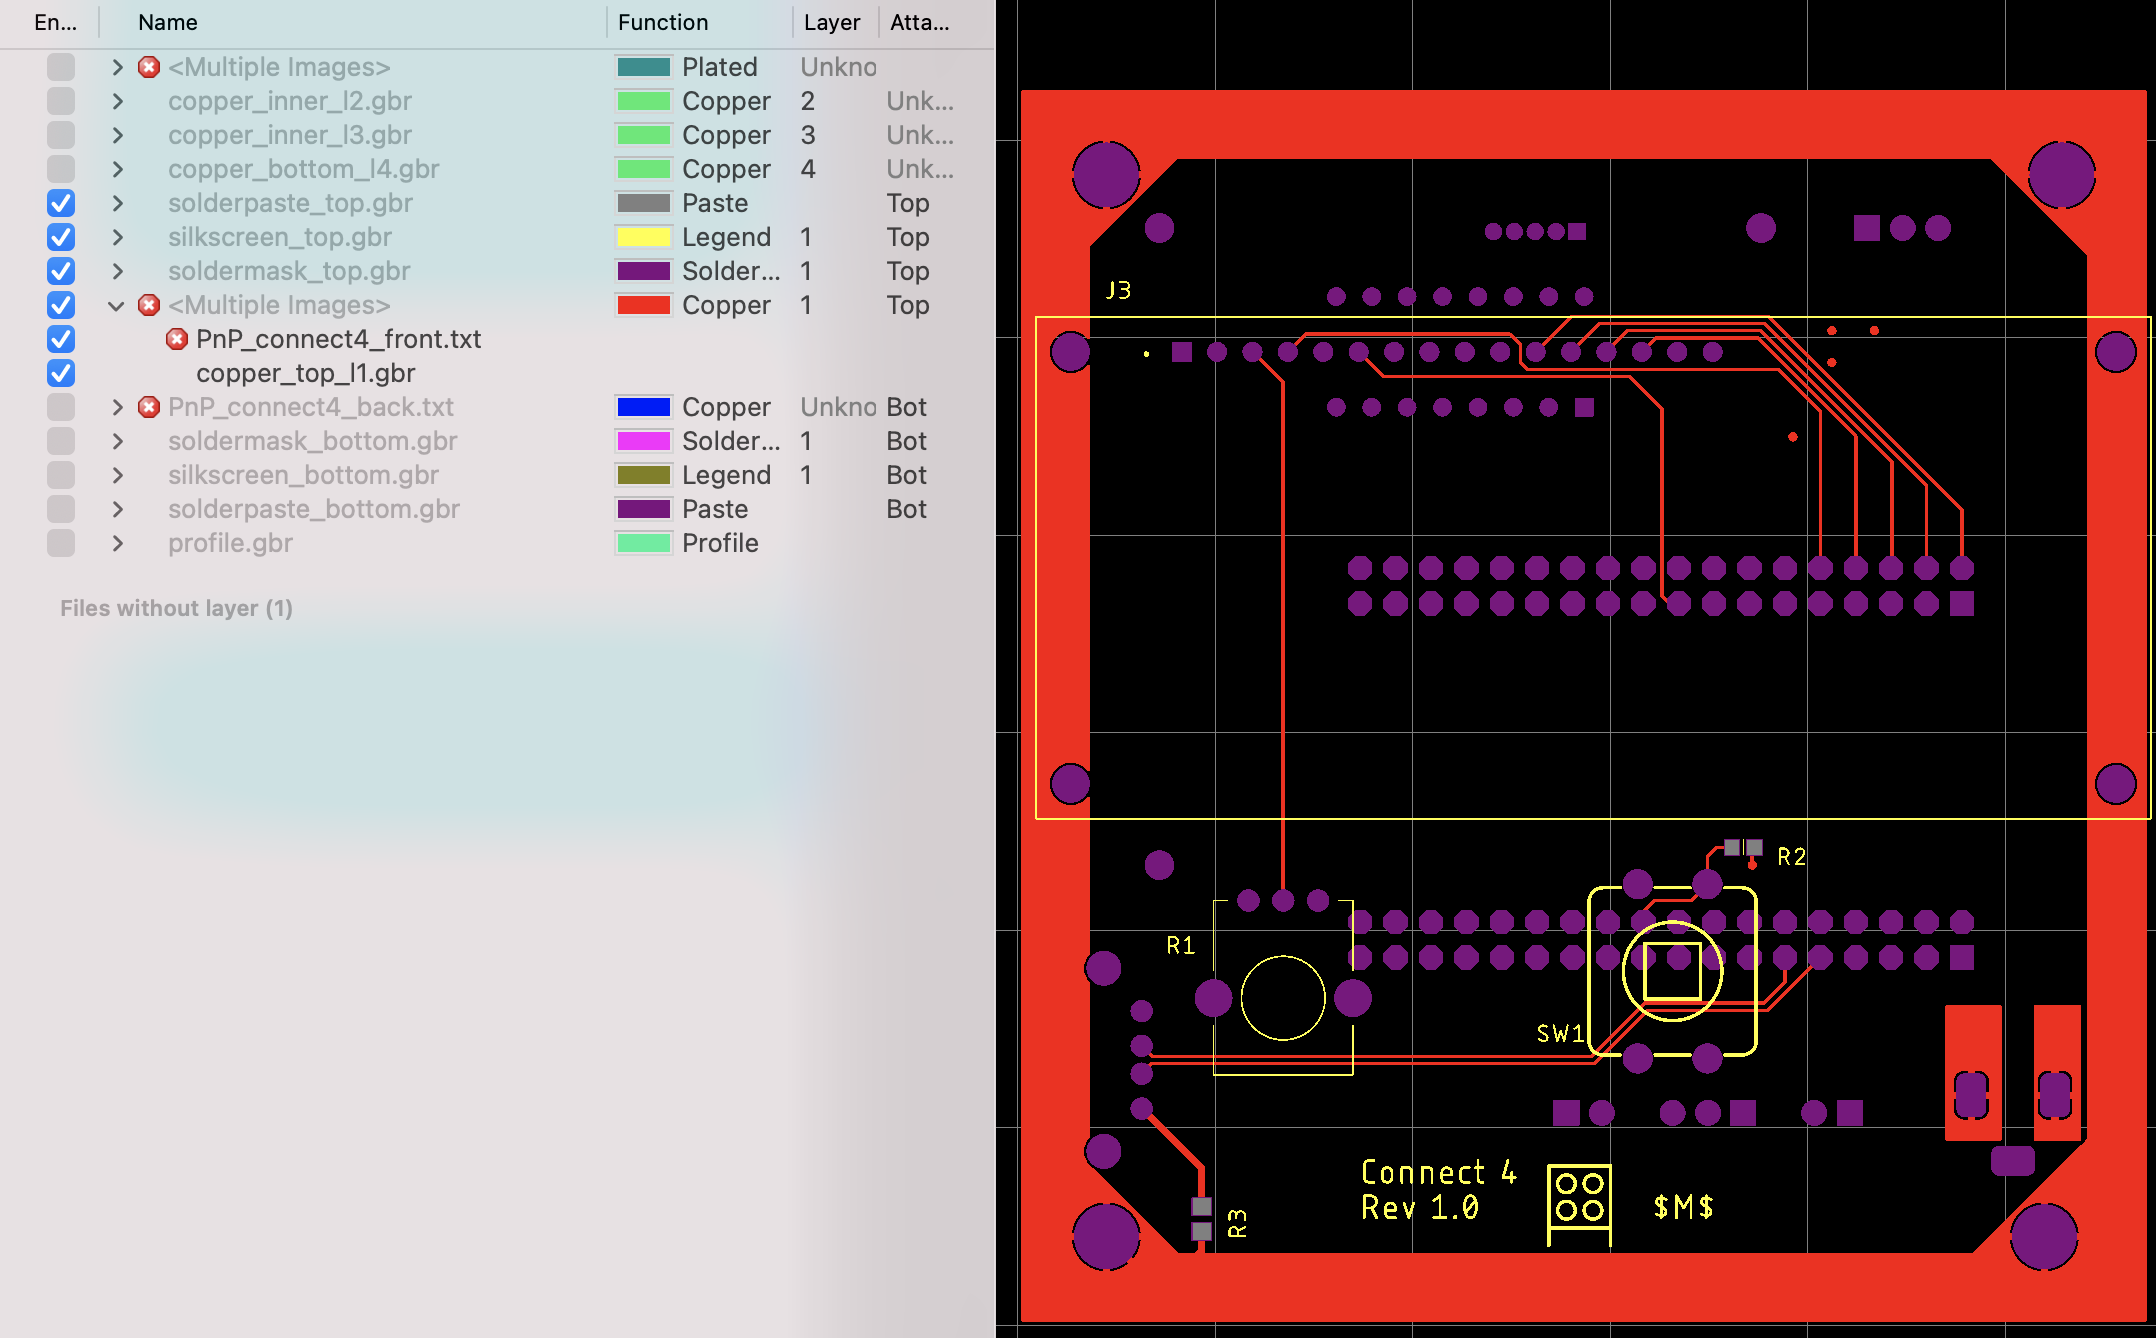 En... Name Function Layer Atta...
<Multiple Images> Plated Unkno
copper_inner_l2.gbr Copper 2 Unk...
copper_inner_l3.gbr Copper 3 Unk...
copper_bottom_l4.gbr Copper 4 Unk...
solderpaste_top.gbr Paste Top
silkscreen_top.gbr Legend 1 Top
soldermask_top.gbr Solder... 1 Top
<Multiple Images> Copper 1 Top
PnP_connect4_front.txt
copper_top_l1.gbr
PnP_connect4_back.txt Copper Unkno Bot
soldermask_bottom.gbr Solder... 1 Bot
silkscreen_bottom.gbr Legend 1 Bot
solderpaste_bottom.gbr Paste Bot
profile.gbr Profile
Files without layer (1)
J3
R2
R1
SW1
Connect 4
Rev 1.0
$M$
R3